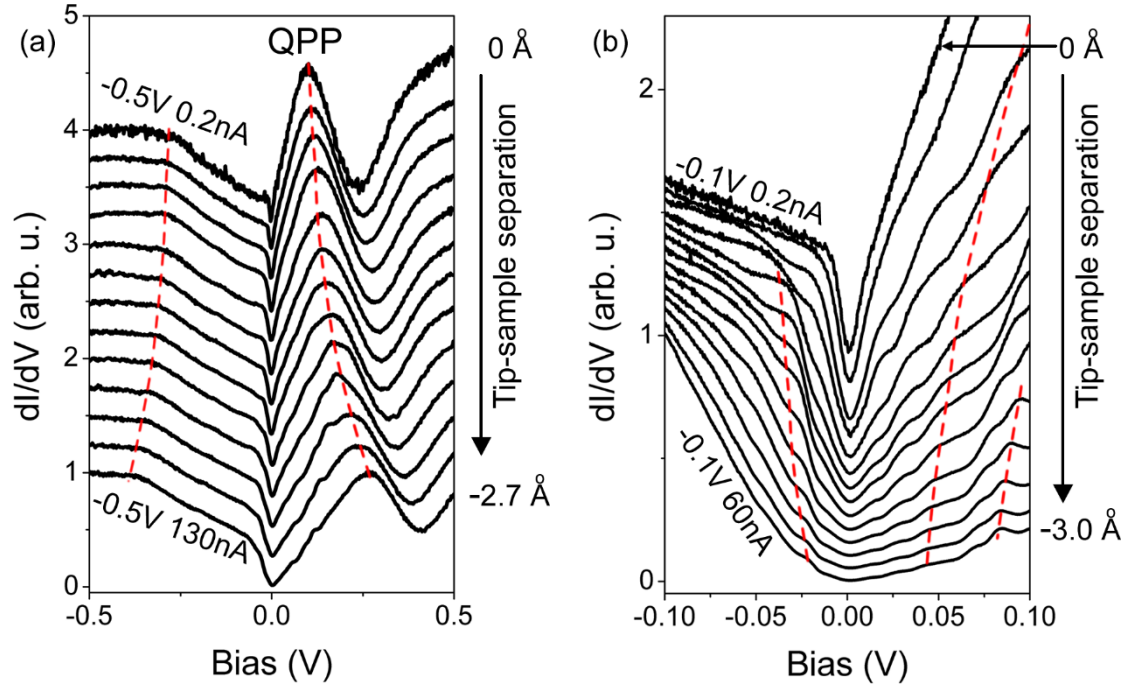 (a)
QPP
0 Å
-0.5V 0.2nA
-0.5V 130nA
-2.7 Å
Tip-sample separation
dI/dV (arb. u.)
5
4
3
2
1
0
-0.5
0.0
0.5
Bias (V)
(b)
0 Å
-0.1V 0.2nA
-0.1V 60nA
-3.0 Å
Tip-sample separation
dI/dV (arb. u.)
2
1
0
-0.10
-0.05
0.00
0.05
0.10
Bias (V)